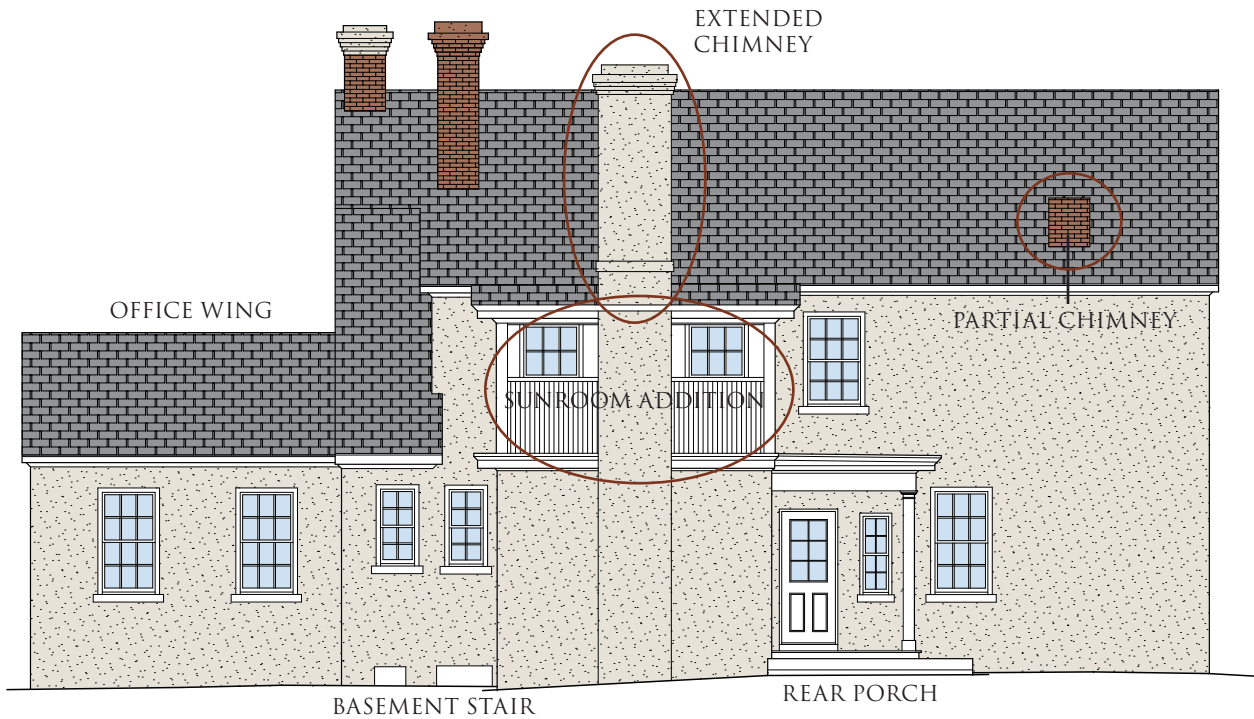 EXTENDED
CHIMNEY
OFFICE WING
PARTIAL CHIMNEY
SUNROOM ADDITION
BASEMENT STAIR
REAR PORCH